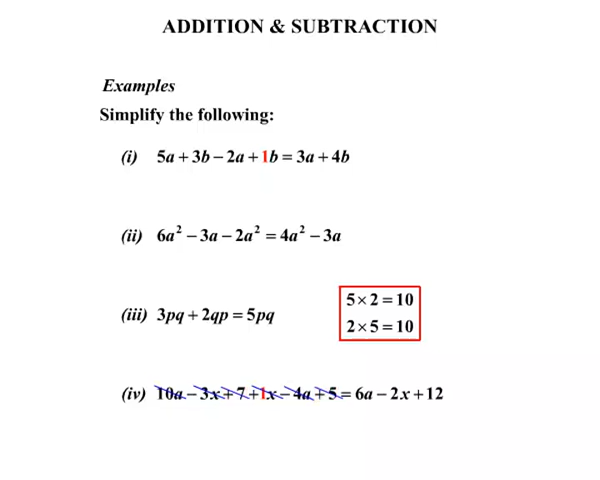 ADDITION & SUBTRACTION
Examples
Simplify the following:
(i) 5a + 3b − 2a + 1b = 3a + 4b
(ii) 6a² − 3a − 2a² = 4a² − 3a
(iii) 3pq + 2qp = 5pq
5 × 2 = 10
2 × 5 = 10
(iv) 10a − 3x + 7 + 1x − 4a + 5 = 6a − 2x + 12